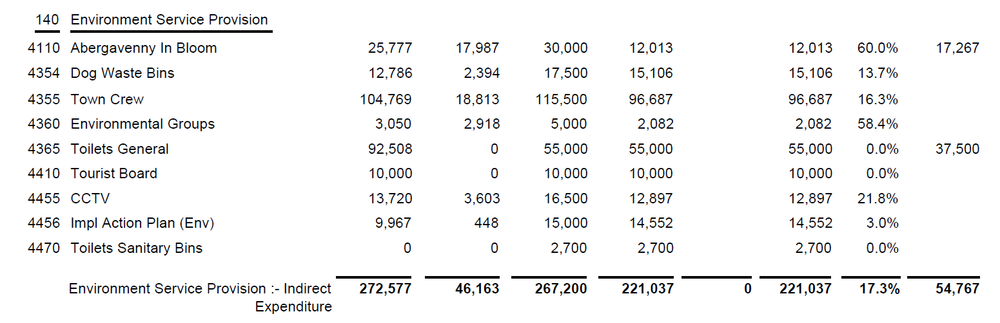 140 Environment Service Provision
4110 Abergavenny In Bloom 25,777 17,987 30,000 12,013 12,013 60.0% 17,267
4354 Dog Waste Bins 12,786 2,394 17,500 15,106 15,106 13.7%
4355 Town Crew 104,769 18,813 115,500 96,687 96,687 16.3%
4360 Environmental Groups 3,050 2,918 5,000 2,082 2,082 58.4%
4365 Toilets General 92,508 0 55,000 55,000 55,000 0.0% 37,500
4410 Tourist Board 10,000 0 10,000 10,000 10,000 0.0%
4455 CCTV 13,720 3,603 16,500 12,897 12,897 21.8%
4456 Impl Action Plan (Env) 9,967 448 15,000 14,552 14,552 3.0%
4470 Toilets Sanitary Bins 0 0 2,700 2,700 2,700 0.0%
Environment Service Provision :- Indirect 272,577 46,163 267,200 221,037 0 221,037 17.3% 54,767
Expenditure